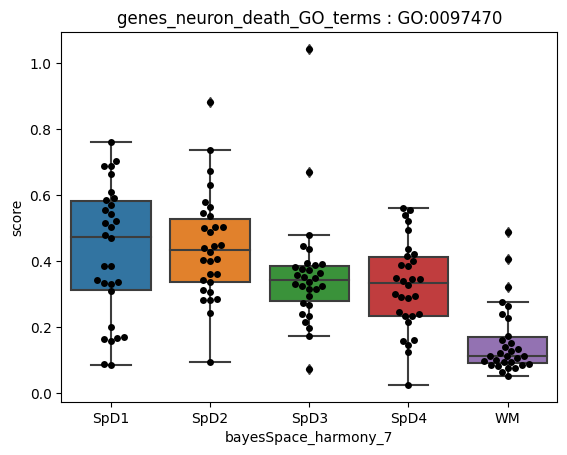 genes_neuron_death_GO_terms : GO:0097470
score
1.0
0.8
0.6
0.4
0.2
0.0
SpD1 SpD2 SpD3 SpD4 WM
bayesSpace_harmony_7